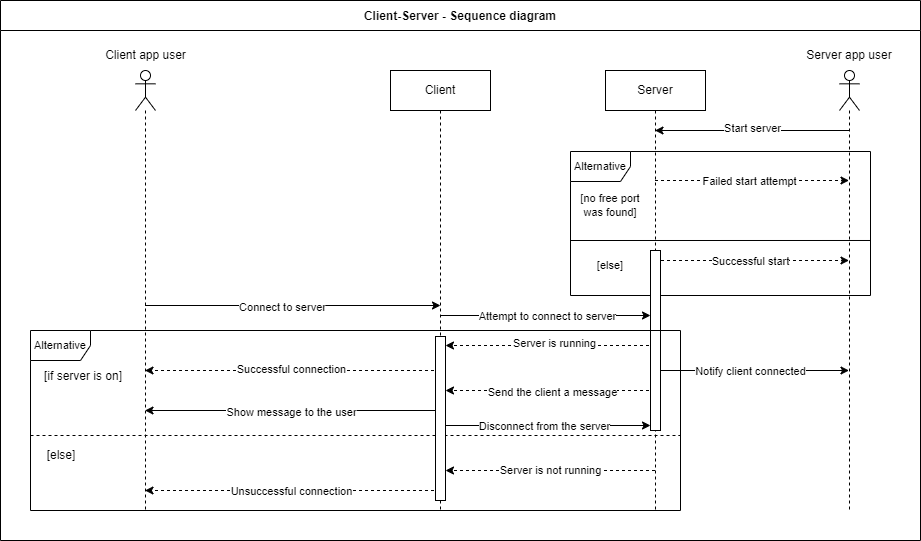 Client-Server - Sequence diagram
Client app user
Server app user
Client
Server
Start server
Alternative
Failed start attempt
[no free port
was found]
[else]
Successful start
Connect to server
Attempt to connect to server
Alternative
Server is running
[if server is on]
Successful connection
Notify client connected
Send the client a message
Show message to the user
Disconnect from the server
[else]
Server is not running
Unsuccessful connection